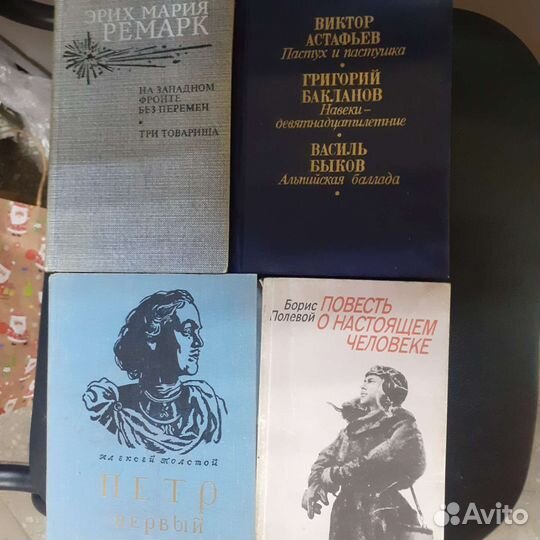 ЭРИХ МАРИЯ
РЕМАРК
НА ЗАПАДНОМ
ФРОНТЕ
БЕЗ ПЕРЕМЕН
•
ТРИ ТОВАРИЩА
ВИКТОР
АСТАФЬЕВ
Пастух и пастушка
•
ГРИГОРИЙ
БАКЛАНОВ
Навеки –
девятнадцатилетние
•
ВАСИЛЬ
БЫКОВ
Альпийская баллада
•
АЛЕКСЕЙ ТОЛСТОЙ
ПЕТР
ПЕРВЫЙ
Борис
Полевой
ПОВЕСТЬ
О НАСТОЯЩЕМ
ЧЕЛОВЕКЕ
Avito